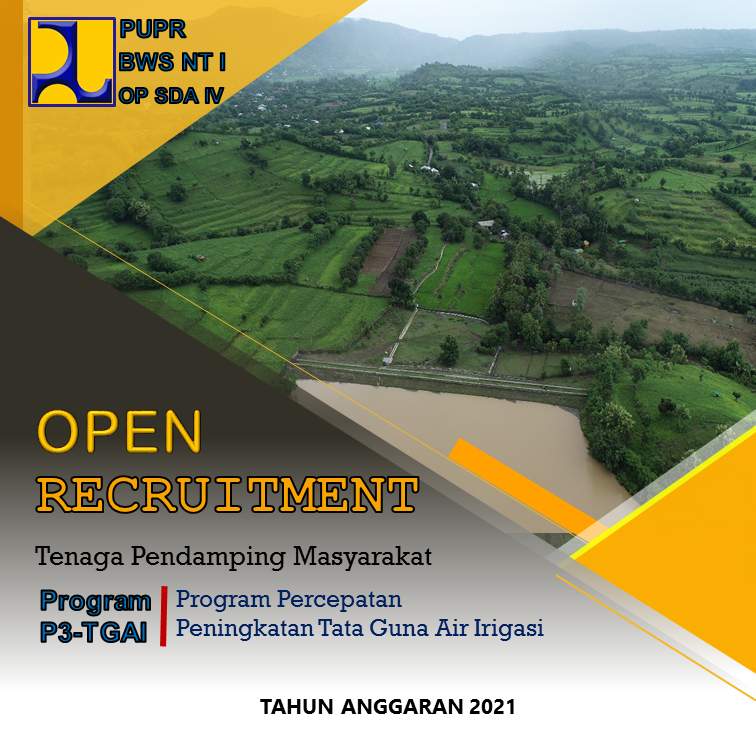 PUPR
BWS NT I
OP SDA IV
OPEN
RECRUITMENT
Tenaga Pendamping Masyarakat
Program
P3-TGAI
Program Percepatan
Peningkatan Tata Guna Air Irigasi
TAHUN ANGGARAN 2021